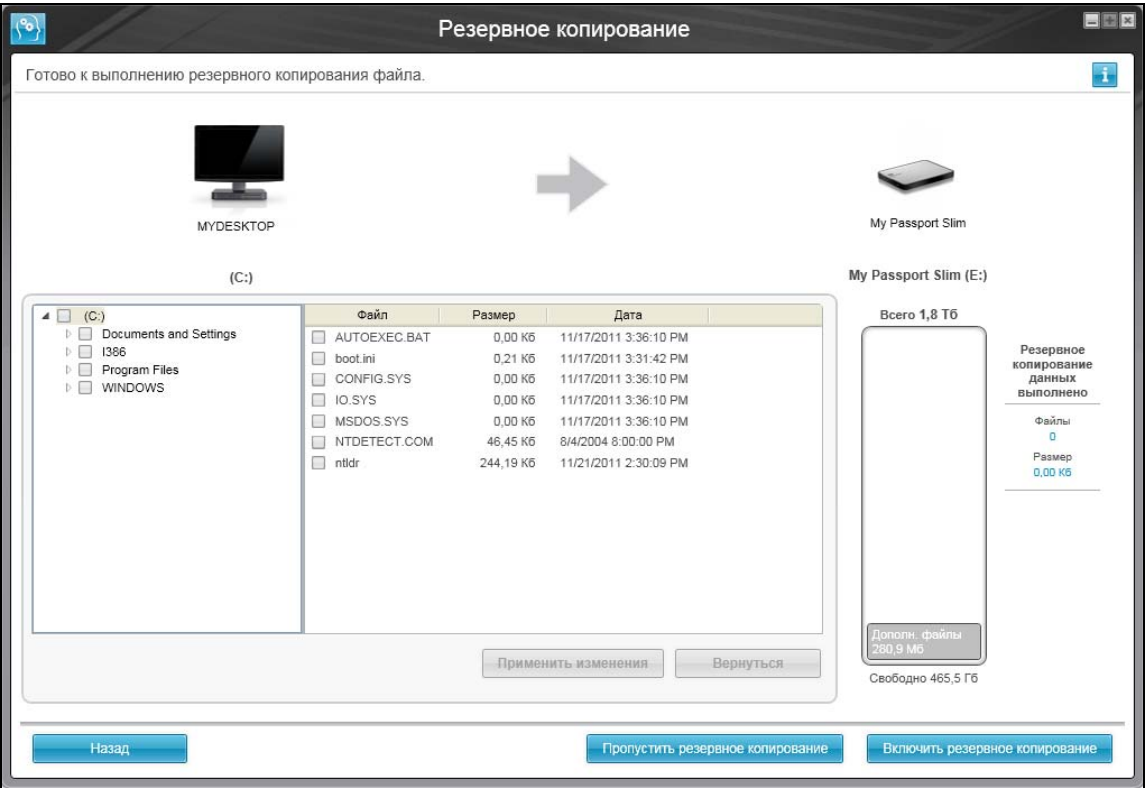 Резервное копирование
Готово к выполнению резервного копирования файла.
MYDESKTOP
My Passport Slim
(C:)
My Passport Slim (E:)
(C:)
Documents and Settings
I386
Program Files
WINDOWS
Файл Размер Дата
AUTOEXEC.BAT 0,00 Кб 11/17/2011 3:36:10 PM
boot.ini 0,21 Кб 11/17/2011 3:31:42 PM
CONFIG.SYS 0,00 Кб 11/17/2011 3:36:10 PM
IO.SYS 0,00 Кб 11/17/2011 3:36:10 PM
MSDOS.SYS 0,00 Кб 11/17/2011 3:36:10 PM
NTDETECT.COM 46,45 Кб 8/4/2004 8:00:00 PM
ntldr 244,19 Кб 11/21/2011 2:30:09 PM
Применить изменения
Вернуться
Всего 1,8 Тб
Дополн. файлы
280,9 Мб
Свободно 465,5 Гб
Резервное
копирование
данных
выполнено
Файлы
0
Размер
0,00 Кб
Назад
Пропустить резервное копирование
Включить резервное копирование